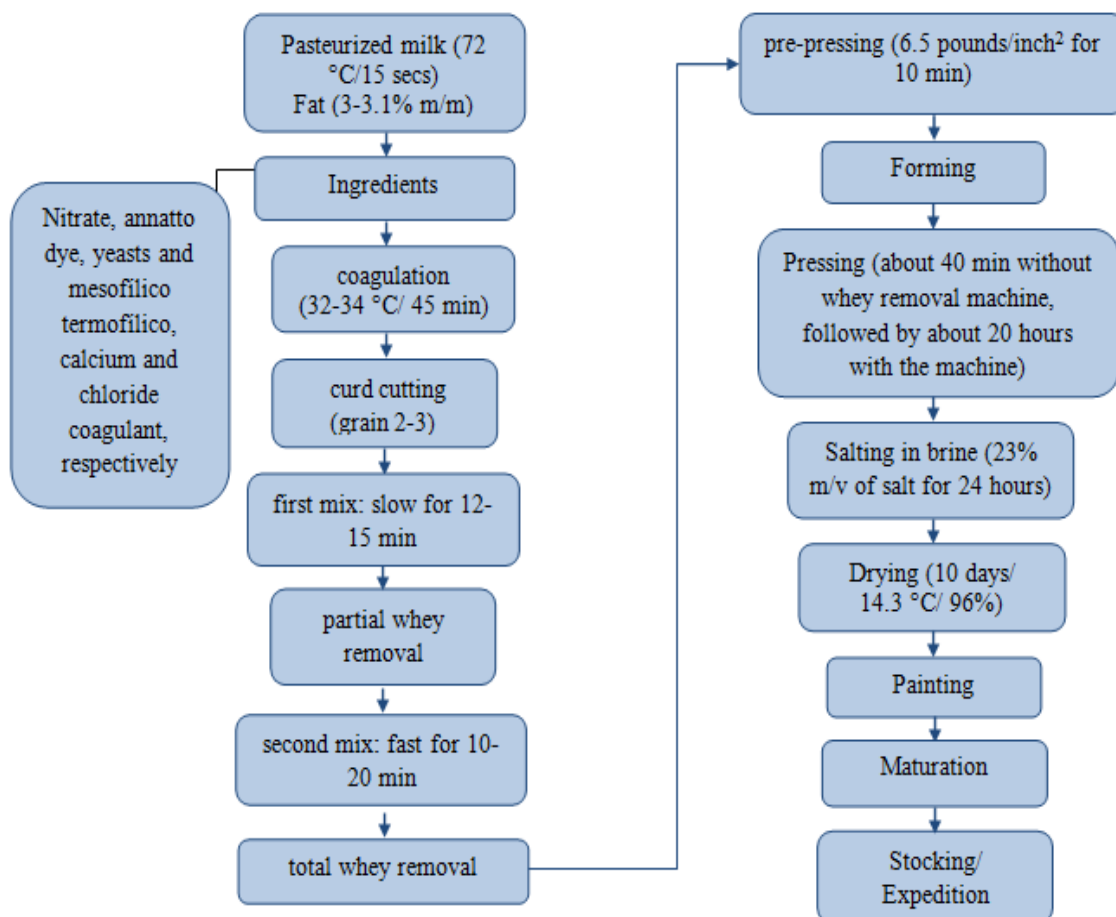 Pasteurized milk (72
°C/15 secs)
Fat (3-3.1% m/m)
Ingredients
Nitrate, annatto
dye, yeasts and
mesofílico
termofílico,
calcium and
chloride
coagulant,
respectively
coagulation
(32-34 °C/ 45 min)
curd cutting
(grain 2-3)
first mix: slow for 12-
15 min
partial whey
removal
second mix: fast for 10-
20 min
total whey removal
pre-pressing (6.5 pounds/inch² for
10 min)
Forming
Pressing (about 40 min without
whey removal machine,
followed by about 20 hours
with the machine)
Salting in brine (23%
m/v of salt for 24 hours)
Drying (10 days/
14.3 °C/ 96%)
Painting
Maturation
Stocking/
Expedition